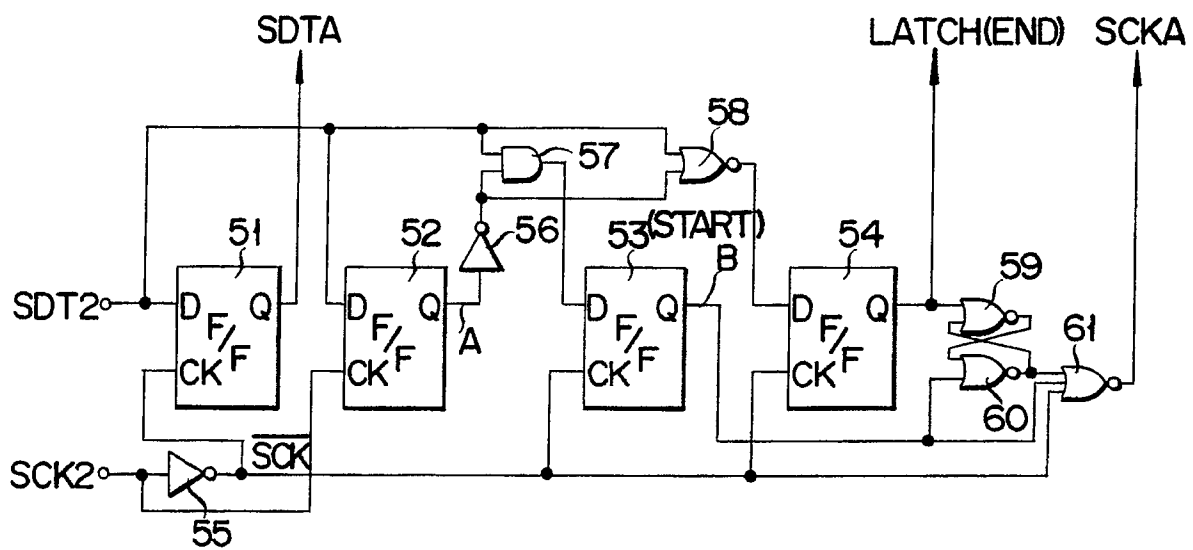 SDTA
LATCH(END) SCKA
58
57
51
52
56
53 (START)
B
54
59
SDT2 D Q F/F CK
D Q F/F CK
A
D Q F/F CK
D Q F/F CK
61
60
SCK2
S̅C̅K̅
55